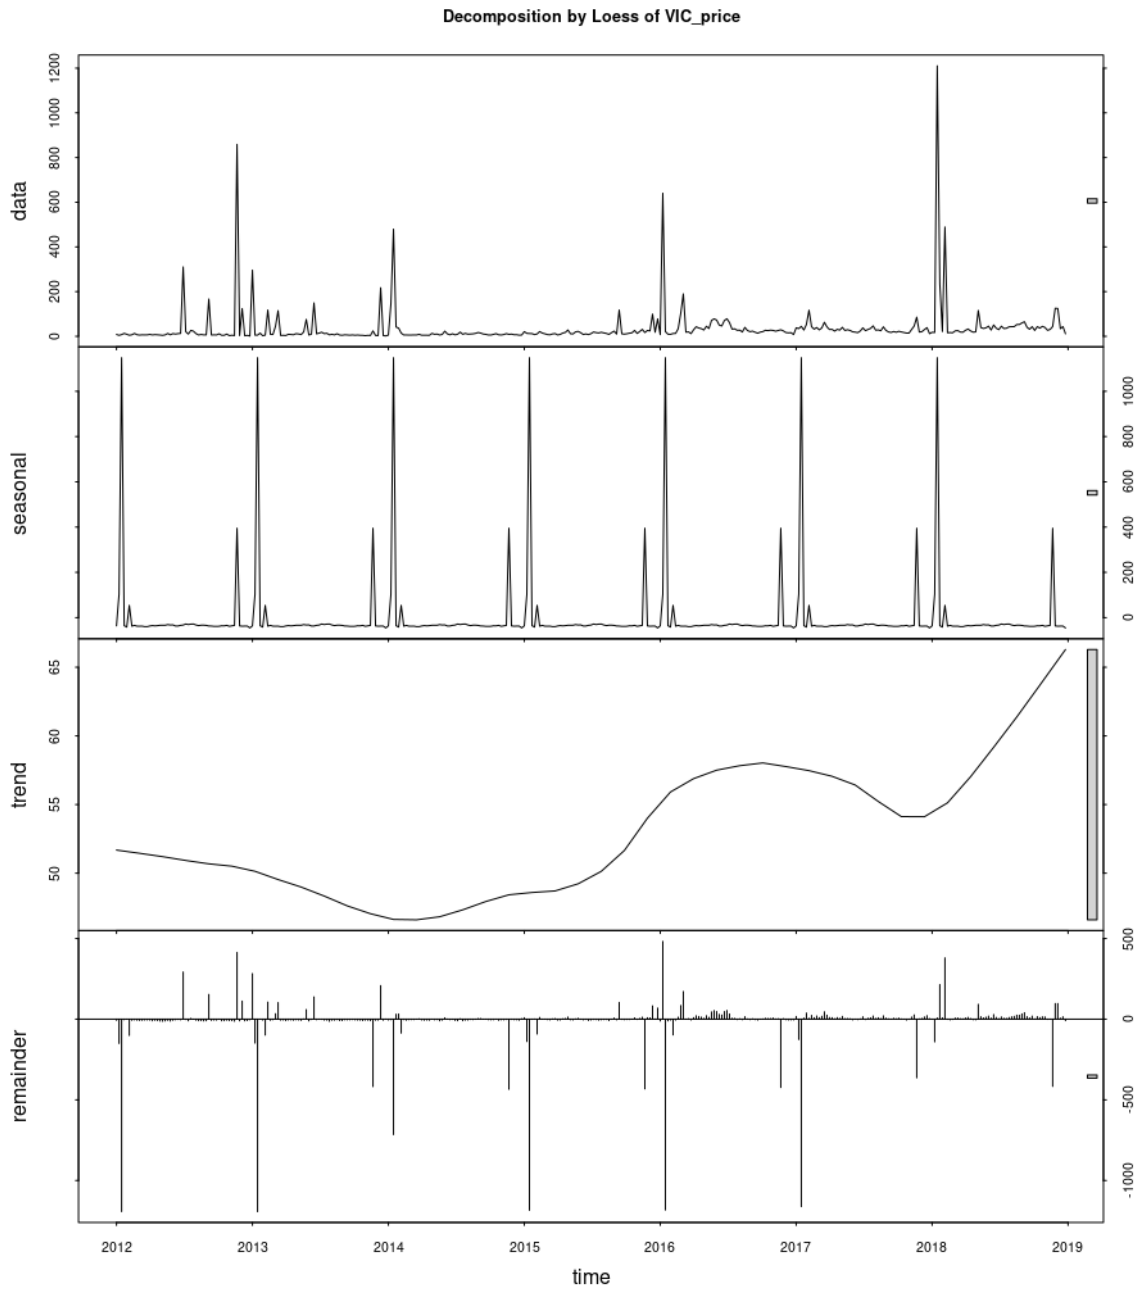 Decomposition by Loess of VIC_price
data
0 200 400 600 800 1000 1200
seasonal
0 200 400 600 800 1000
trend
50 55 60 65
remainder
-1000 -500 0 500
2012 2013 2014 2015 2016 2017 2018 2019
time